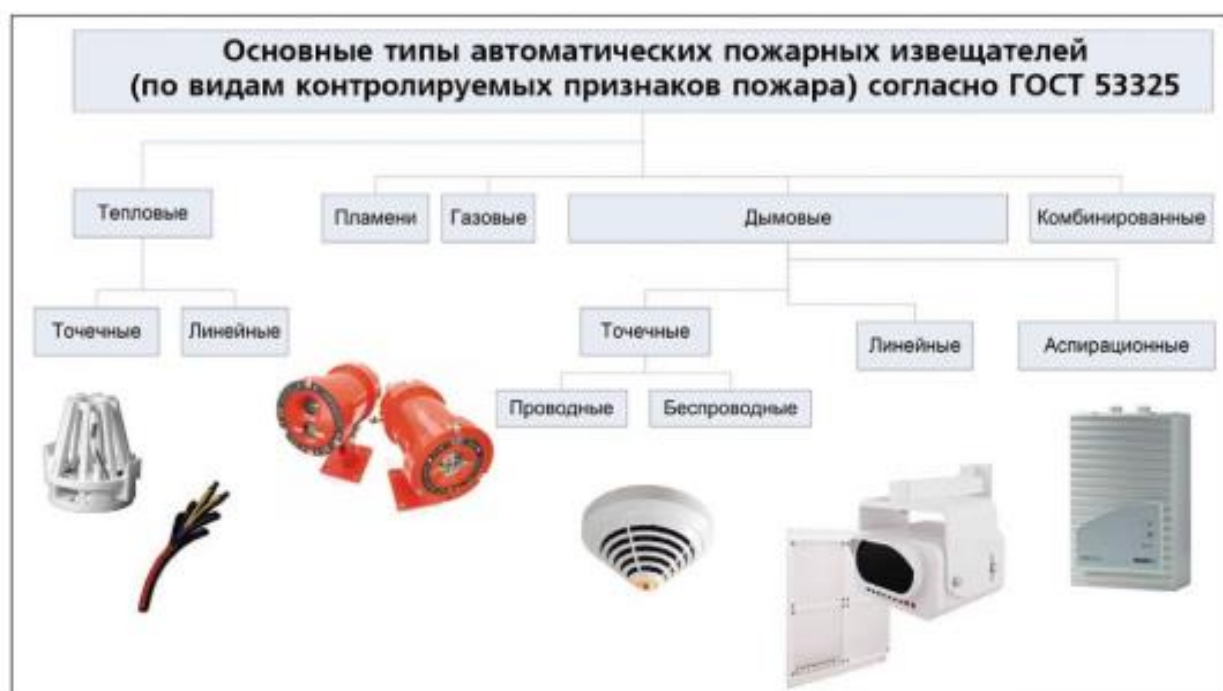 Основные типы автоматических пожарных извещателей
(по видам контролируемых признаков пожара) согласно ГОСТ 53325
Тепловые
Пламени
Газовые
Дымовые
Комбинированные
Точечные
Линейные
Точечные
Линейные
Аспирационные
Проводные
Беспроводные